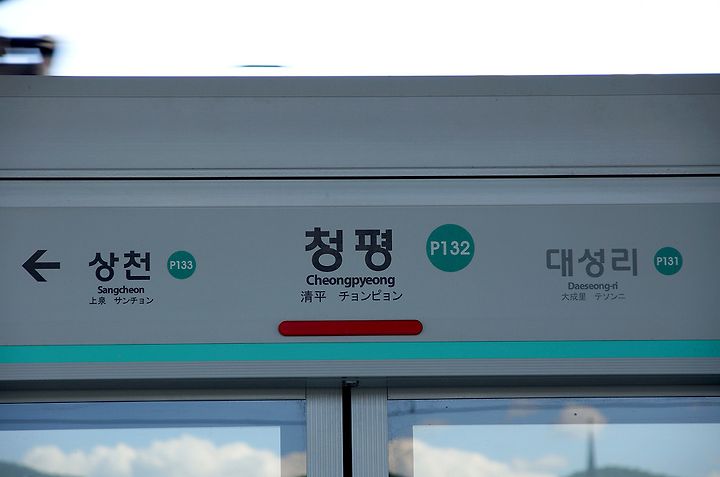 상천 P133
Sangcheon
上泉 サンチョン
청평 P132
Cheongpyeong
清平 チョンピョン
대성리 P131
Daeseong-ri
大成里 テソンニ